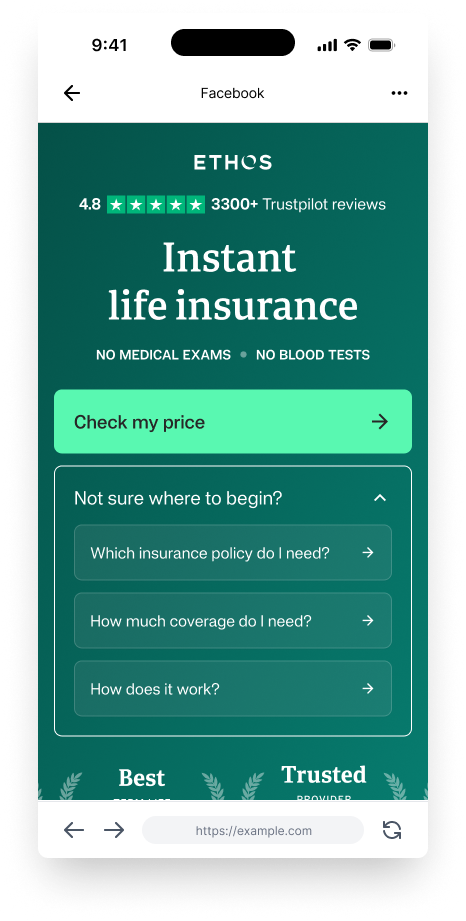 9:41
Facebook
ETHOS
4.8 3300+ Trustpilot reviews
Instant
life insurance
NO MEDICAL EXAMS • NO BLOOD TESTS
Check my price
Not sure where to begin?
Which insurance policy do I need?
How much coverage do I need?
How does it work?
Best
Trusted
TERM LIFE
PROVIDER
https://example.com